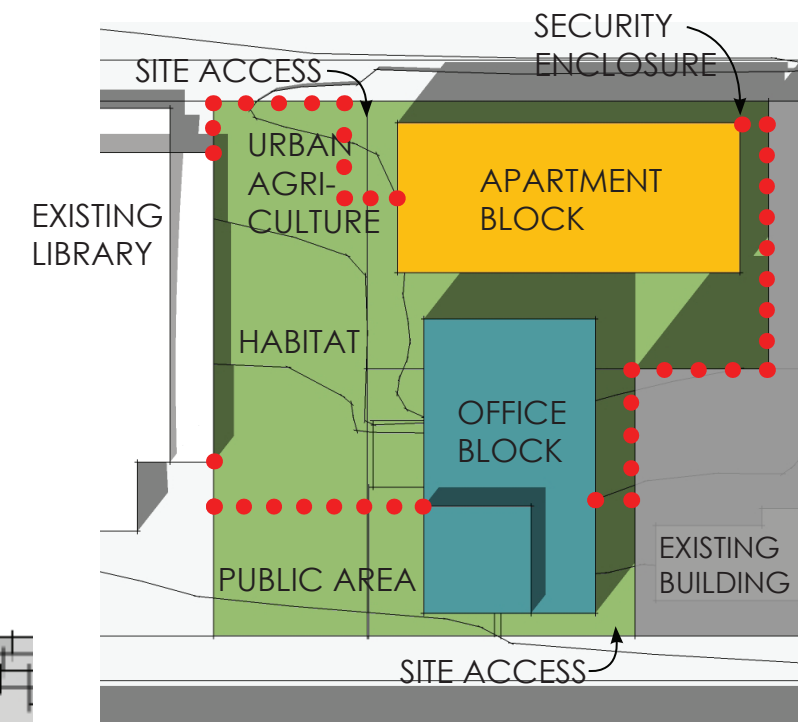 SECURITY
ENCLOSURE
SITE ACCESS
URBAN
AGRI-
CULTURE
APARTMENT
BLOCK
EXISTING
LIBRARY
HABITAT
OFFICE
BLOCK
EXISTING
BUILDING
PUBLIC AREA
SITE ACCESS